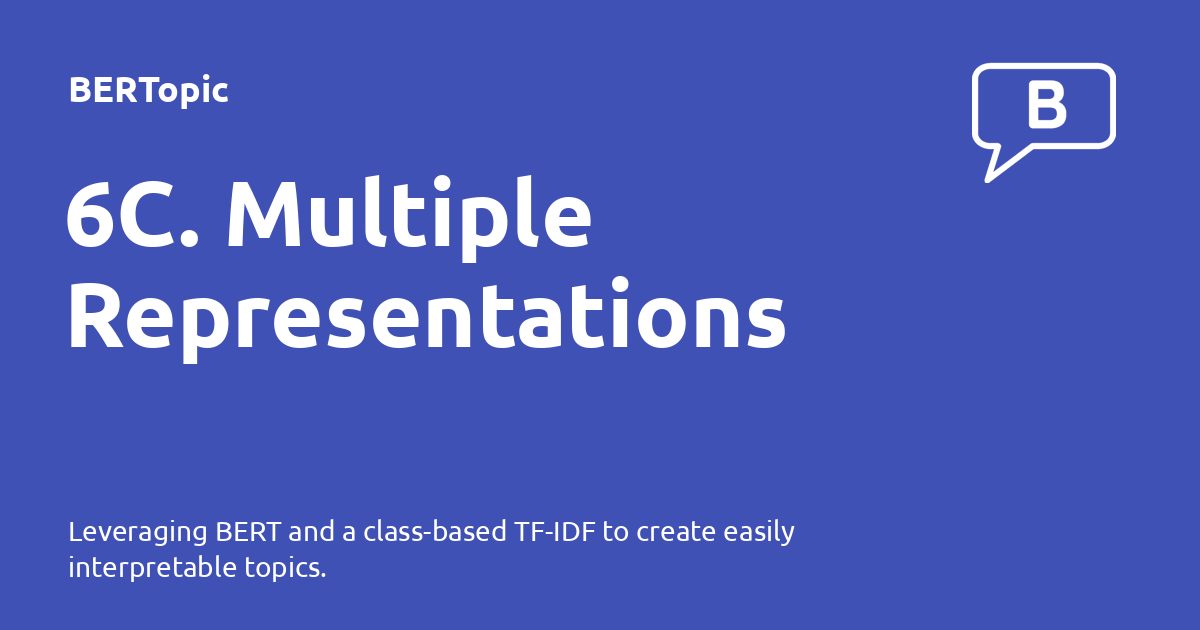 BERTopic
B
6C. Multiple
Representations
Leveraging BERT and a class-based TF-IDF to create easily
interpretable topics.